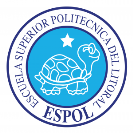 ESCUELA SUPERIOR POLITECNICA DEL LITORAL
ESPOL